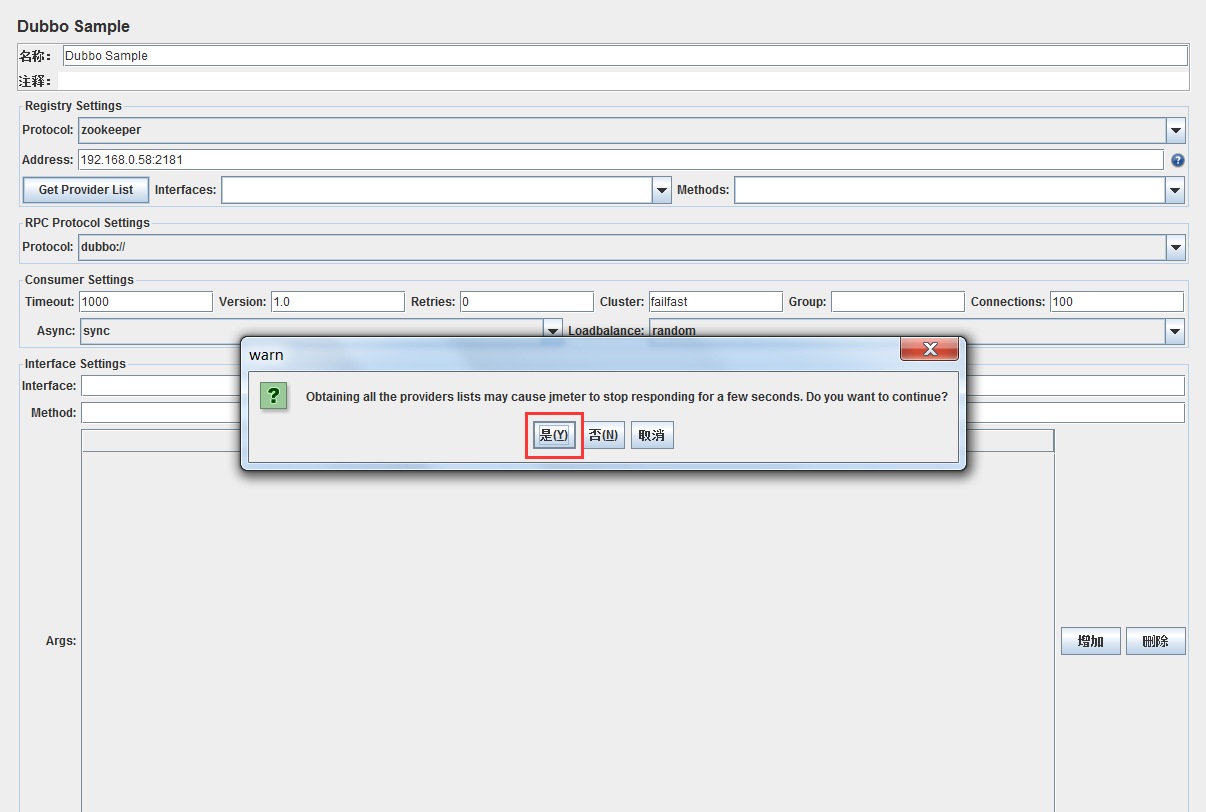 Dubbo Sample
名称： Dubbo Sample
注释：
Registry Settings
Protocol: zookeeper
Address: 192.168.0.58:2181 ?
Get Provider List Interfaces: Methods:
RPC Protocol Settings
Protocol: dubbo://
Consumer Settings
Timeout: 1000 Version: 1.0 Retries: 0 Cluster: failfast Group: Connections: 100
Async: sync Loadbalance: random
warn X
Interface Settings
Interface:
? Obtaining all the providers lists may cause jmeter to stop responding for a few seconds. Do you want to continue?
Method:
是(Y) 否(N) 取消
Args: 增加 删除